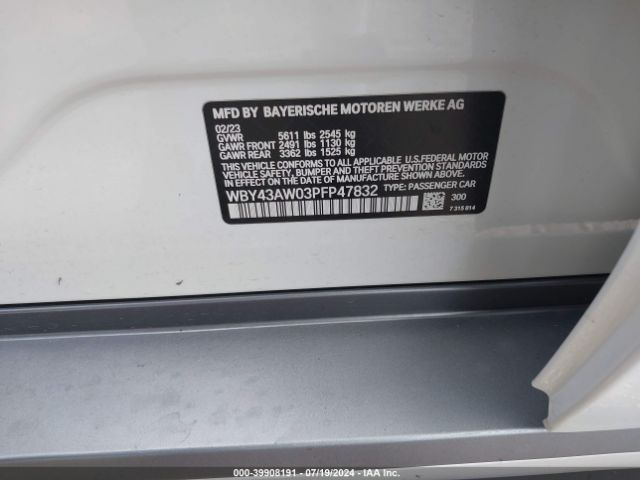 MFD BY BAYERISCHE MOTOREN WERKE AG
02/23
GVWR 5611 lbs 2545 kg
GAWR FRONT 2491 lbs 1130 kg
GAWR REAR 3362 lbs 1525 kg
THIS VEHICLE CONFORMS TO ALL APPLICABLE U.S.FEDERAL MOTOR
VEHICLE SAFETY, BUMPER AND THEFT PREVENTION STANDARDS
IN EFFECT ON THE DATE OF MANUFACTURE SHOWN ABOVE.
WBY43AW03PFP47832 TYPE: PASSENGER CAR
300
7 315 814
000-39908191 - 07/19/2024 - IAA Inc.